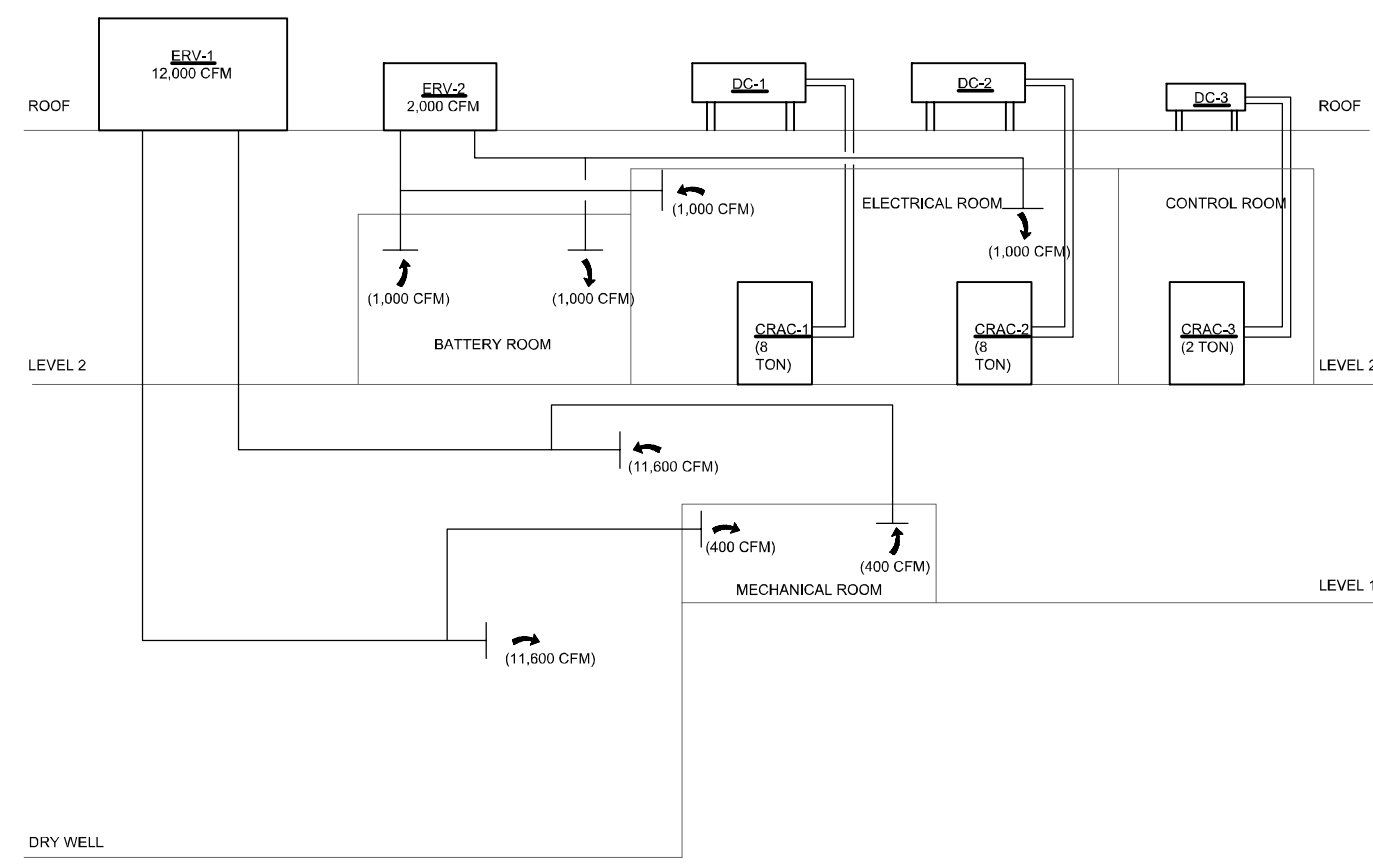 ERV-1
12,000 CFM
ERV-2
2,000 CFM
DC-1
DC-2
DC-3
ROOF
ROOF
(1,000 CFM)
ELECTRICAL ROOM
CONTROL ROOM
(1,000 CFM)
(1,000 CFM)
(1,000 CFM)
BATTERY ROOM
CRAC-1
(8
TON)
CRAC-2
(8
TON)
CRAC-3
(2 TON)
LEVEL 2
LEVEL 2
(11,600 CFM)
(400 CFM)
(400 CFM)
MECHANICAL ROOM
LEVEL 1
(11,600 CFM)
DRY WELL